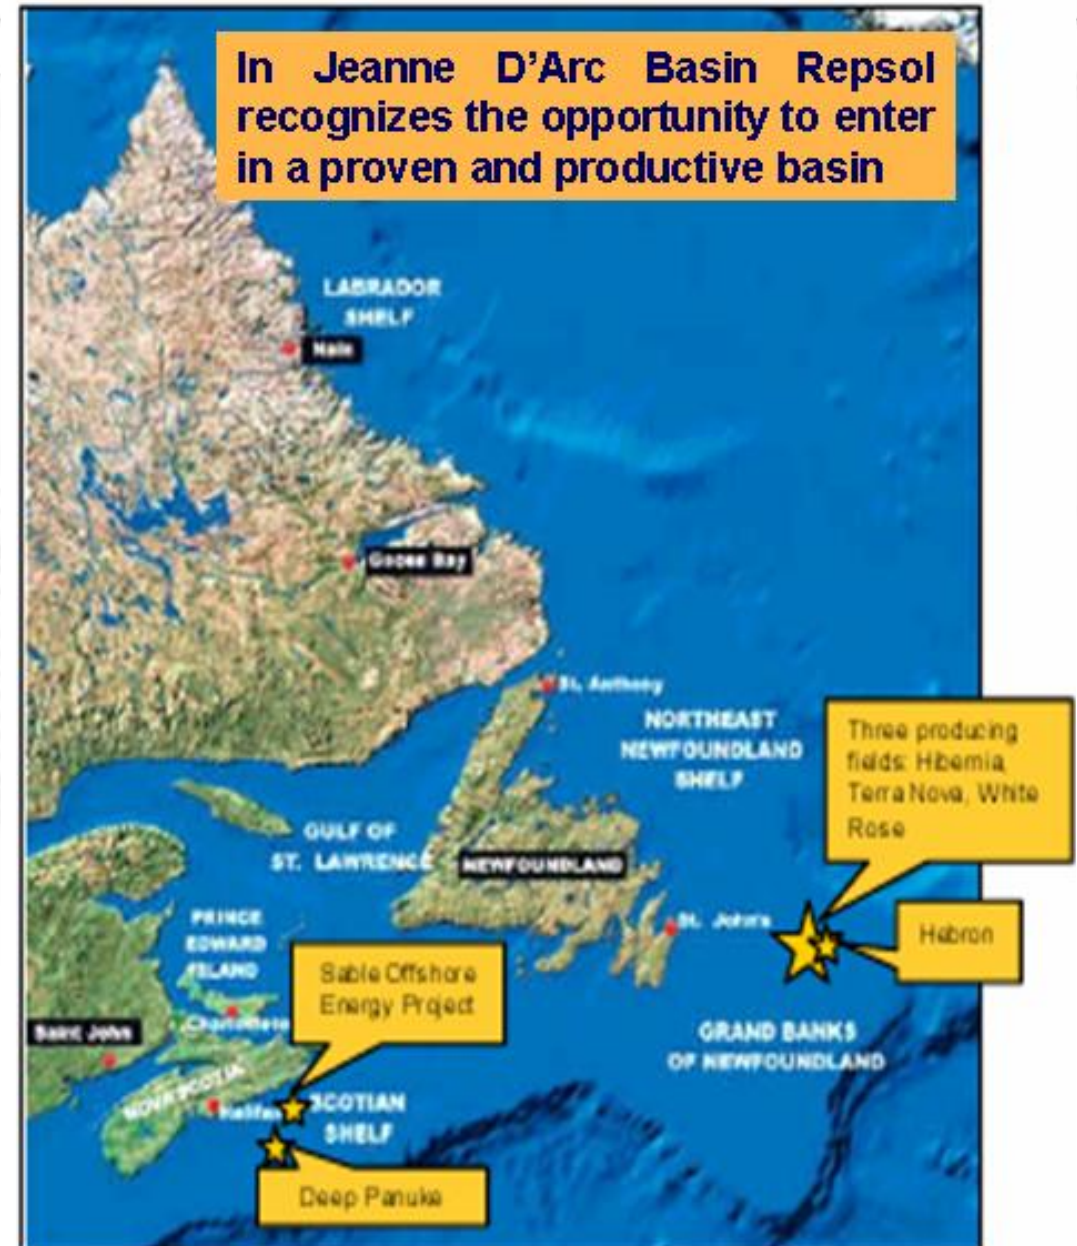 In Jeanne D'Arc Basin Repsol
recognizes the opportunity to enter
in a proven and productive basin
LABRADOR
SHELF
Nain
Goose Bay
St. Anthony
NORTHEAST
NEWFOUNDLAND
SHELF
Three producing
fields: Hibernia,
Terra Nova, White
Rose
GULF OF
ST. LAWRENCE
NEWFOUNDLAND
St. John's
Hebron
PRINCE
EDWARD
ISLAND
Sable Offshore
Energy Project
Saint John
GRAND BANKS
OF NEWFOUNDLAND
NOVA SCOTIA
Halifax
SCOTIAN
SHELF
Deep Panuke